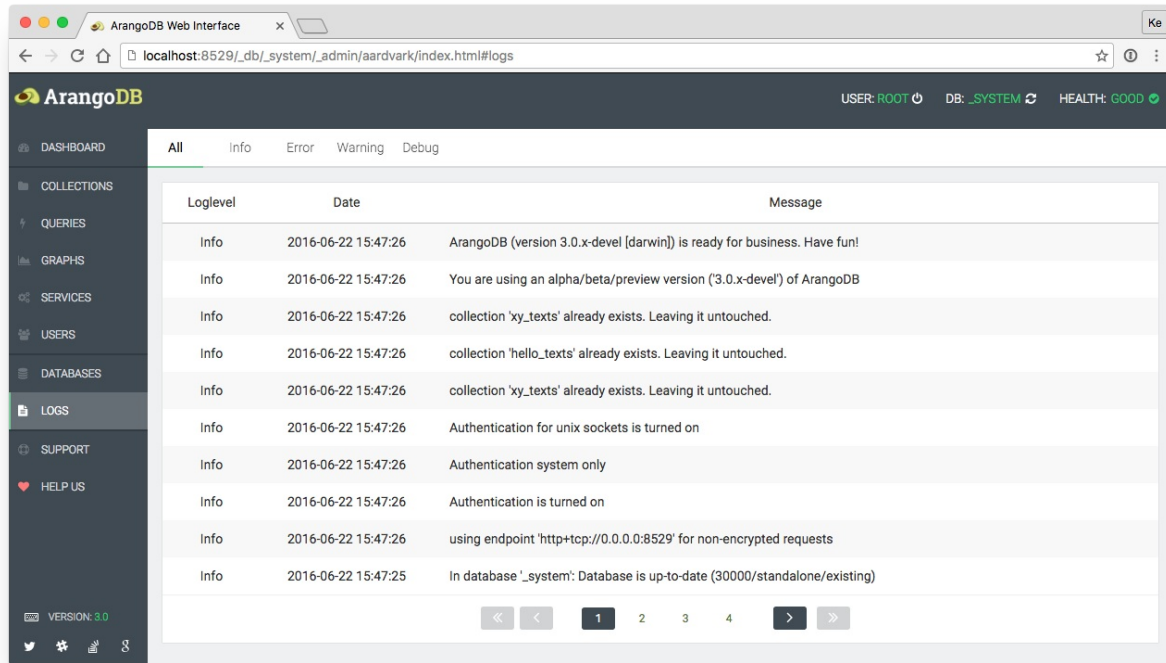 ArangoDB Web Interface
Ke
localhost:8529/_db/_system/_admin/aardvark/index.html#logs
ArangoDB
USER: ROOT DB: _SYSTEM HEALTH: GOOD
DASHBOARD
COLLECTIONS
QUERIES
GRAPHS
SERVICES
USERS
DATABASES
LOGS
SUPPORT
HELP US
VERSION: 3.0
All Info Error Warning Debug
Loglevel Date Message
Info 2016-06-22 15:47:26 ArangoDB (version 3.0.x-devel [darwin]) is ready for business. Have fun!
Info 2016-06-22 15:47:26 You are using an alpha/beta/preview version ('3.0.x-devel') of ArangoDB
Info 2016-06-22 15:47:26 collection 'xy_texts' already exists. Leaving it untouched.
Info 2016-06-22 15:47:26 collection 'hello_texts' already exists. Leaving it untouched.
Info 2016-06-22 15:47:26 collection 'xy_texts' already exists. Leaving it untouched.
Info 2016-06-22 15:47:26 Authentication for unix sockets is turned on
Info 2016-06-22 15:47:26 Authentication system only
Info 2016-06-22 15:47:26 Authentication is turned on
Info 2016-06-22 15:47:26 using endpoint 'http+tcp://0.0.0.0:8529' for non-encrypted requests
Info 2016-06-22 15:47:25 In database '_system': Database is up-to-date (30000/standalone/existing)
1 2 3 4